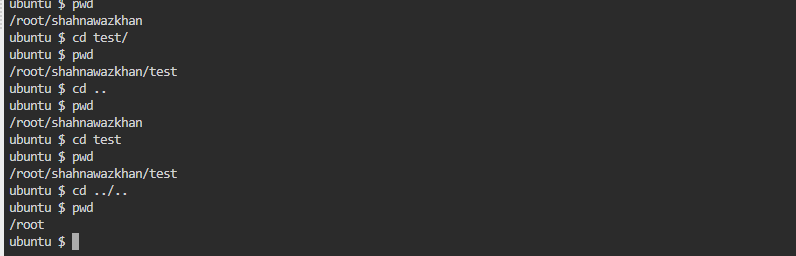 ubuntu $ pwd
/root/shahnawazkhan
ubuntu $ cd test/
ubuntu $ pwd
/root/shahnawazkhan/test
ubuntu $ cd ..
ubuntu $ pwd
/root/shahnawazkhan
ubuntu $ cd test
ubuntu $ pwd
/root/shahnawazkhan/test
ubuntu $ cd ../..
ubuntu $ pwd
/root
ubuntu $